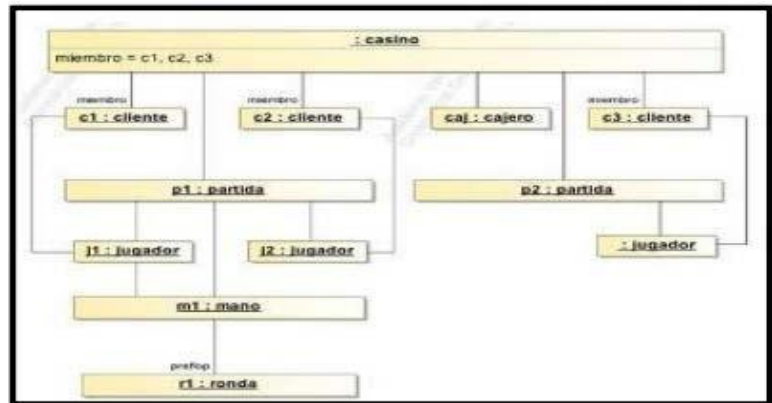 : casino
miembro = c1, c2, c3
miembro miembro miembro
c1 : cliente c2 : cliente caj : cajero c3 : cliente
p1 : partida p2 : partida
j1 : jugador j2 : jugador : jugador
m1 : mano
preflop
r1 : ronda